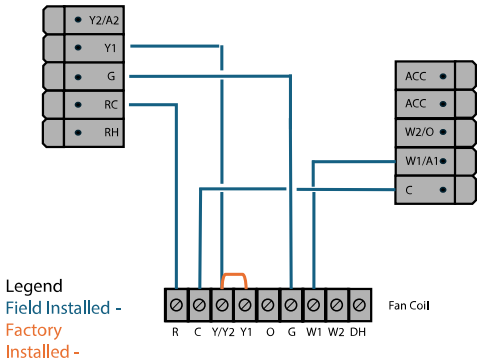 Y2/A2
Y1
G
RC
RH
ACC
ACC
W2/O
W1/A1
C
Legend
Field Installed -
Factory
Installed -
R C Y/Y2 Y1 O G W1 W2 DH
Fan Coil